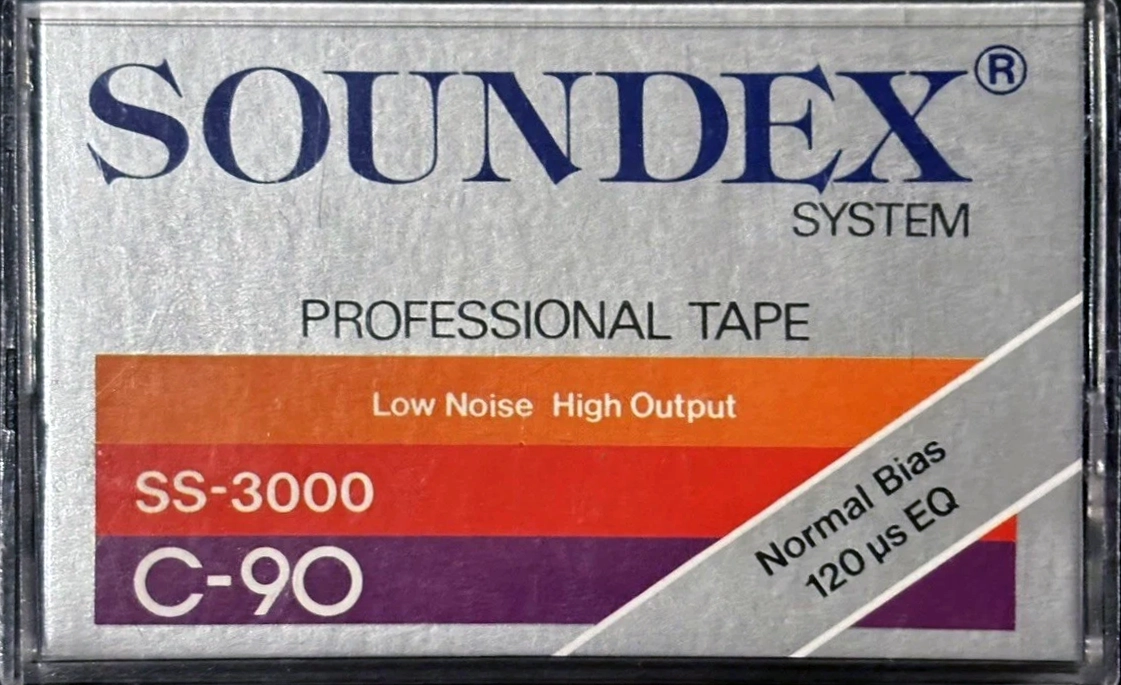 SOUNDEX®
SYSTEM
PROFESSIONAL TAPE
Low Noise High Output
SS-3000
C-90
Normal Bias
120 µs EQ